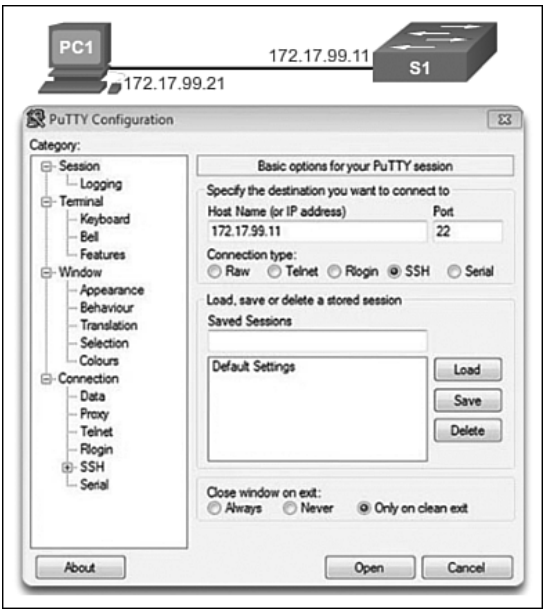 PC1
172.17.99.11
S1
172.17.99.21
PuTTY Configuration
Category:
Session
Logging
Terminal
Keyboard
Bell
Features
Window
Appearance
Behaviour
Translation
Selection
Colours
Connection
Data
Proxy
Telnet
Rlogin
SSH
Serial
Basic options for your PuTTY session
Specify the destination you want to connect to
Host Name (or IP address) Port
172.17.99.11 22
Connection type:
Raw Telnet Rlogin SSH Serial
Load, save or delete a stored session
Saved Sessions
Default Settings
Load
Save
Delete
Close window on exit:
Always Never Only on clean exit
About Open Cancel